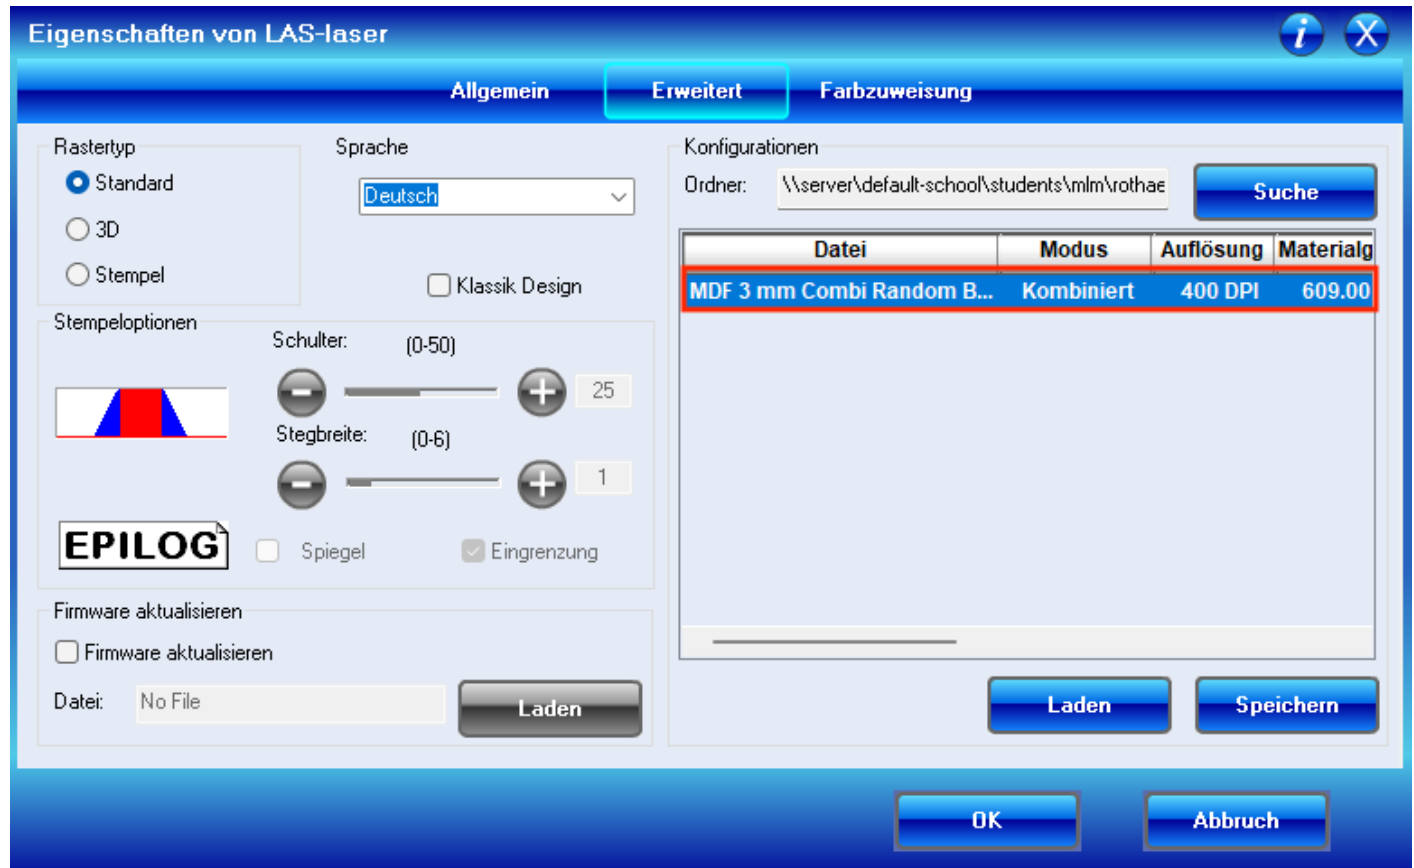 Eigenschaften von LAS-laser
Allgemein Erweitert Farbzuweisung
Rastertyp
Standard
3D
Stempel
Sprache
Deutsch
Klassik Design
Stempeloptionen
Schulter: (0-50)
25
Stegbreite: (0-6)
1
EPILOG
Spiegel Eingrenzung
Firmware aktualisieren
Firmware aktualisieren
Datei: No File Laden
Konfigurationen
Ordner: \\server\default-school\students\mlm\rothae Suche
Datei Modus Auflösung Materialg
MDF 3 mm Combi Random B... Kombiniert 400 DPI 609.00
Laden Speichern
OK Abbruch